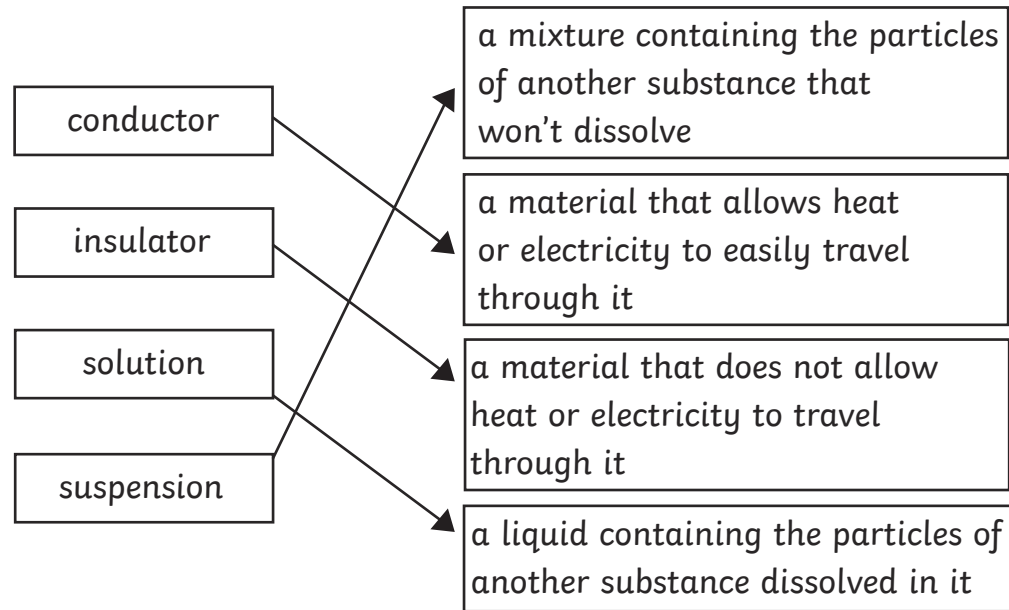 conductor
insulator
solution
suspension
a mixture containing the particles
of another substance that
won't dissolve
a material that allows heat
or electricity to easily travel
through it
a material that does not allow
heat or electricity to travel
through it
a liquid containing the particles of
another substance dissolved in it